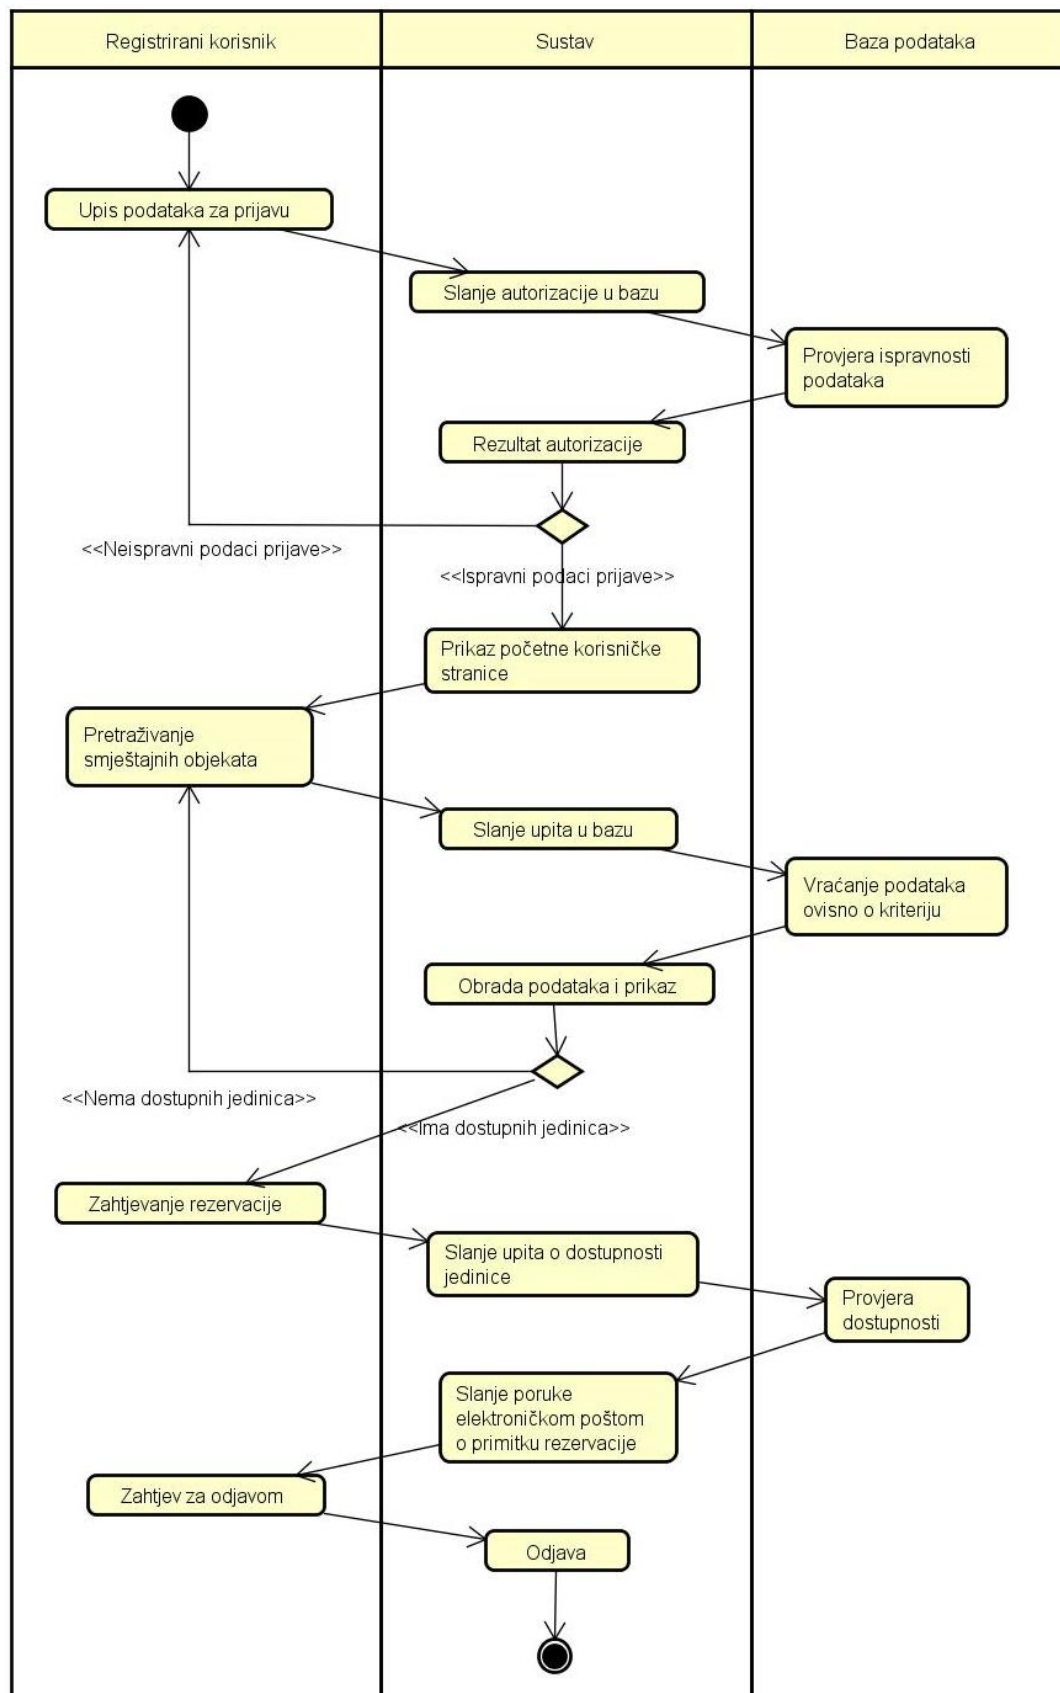 Registrirani korisnik
Sustav
Baza podataka
Upis podataka za prijavu
Slanje autorizacije u bazu
Provjera ispravnosti
podataka
Rezultat autorizacije
<<Neispravni podaci prijave>>
<<Ispravni podaci prijave>>
Prikaz početne korisničke
stranice
Pretraživanje
smještajnih objekata
Slanje upita u bazu
Vraćanje podataka
ovisno o kriteriju
Obrada podataka i prikaz
<<Nema dostupnih jedinica>>
<<Ima dostupnih jedinica>>
Zahtjevanje rezervacije
Slanje upita o dostupnosti
jedinice
Provjera
dostupnosti
Slanje poruke
elektroničkom poštom
o primitku rezervacije
Zahtjev za odjavom
Odjava